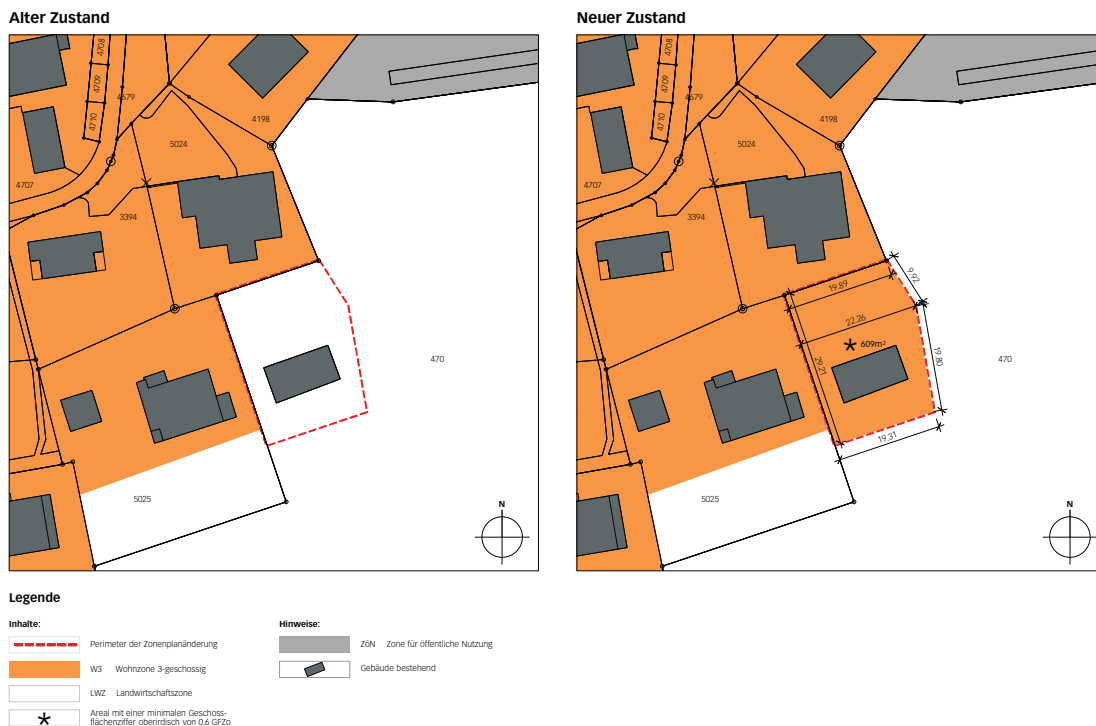 Alter Zustand
4708
4709
4710
4679
4198
5024
4707
3394
470
5025
N
Neuer Zustand
4708
4709
4710
4198
5024
4707
3394
9.92
19.89
22.26
609m²
19.80
470
29.21
19.31
5025
N
Legende
Inhalte:
Perimeter der Zonenplanänderung
W3 Wohnzone 3-geschossig
LWZ Landwirtschaftszone
Areal mit einer minimalen Geschoss-
flächenziffer oberirdisch von 0.6 GFZo
Hinweise:
ZöN Zone für öffentliche Nutzung
Gebäude bestehend